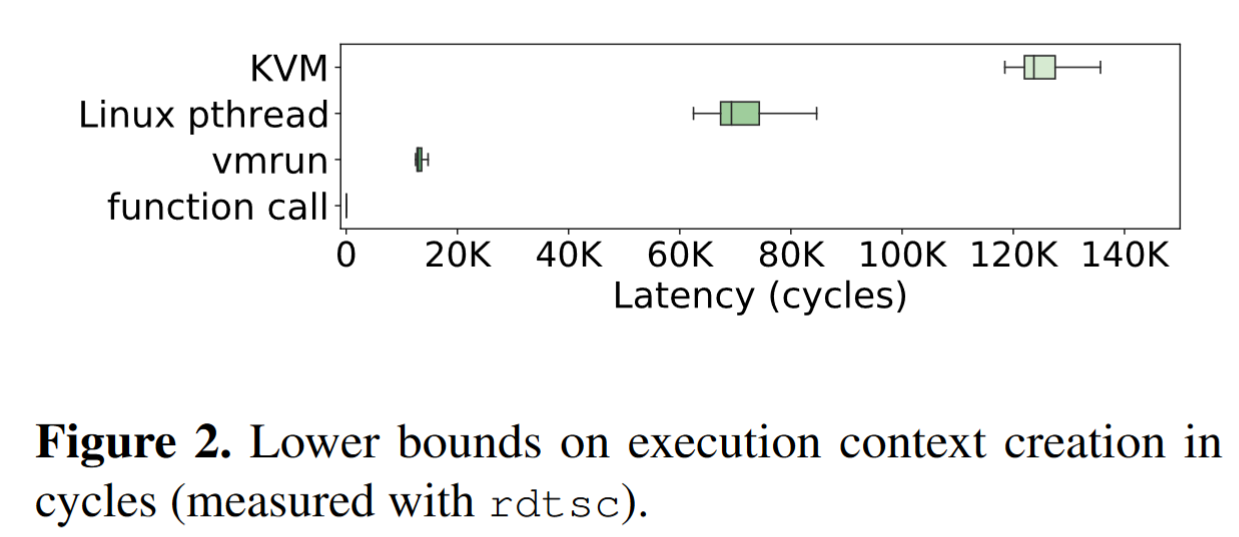 KVM
Linux pthread
vmrun
function call
0 20K 40K 60K 80K 100K 120K 140K
Latency (cycles)
Figure 2. Lower bounds on execution context creation in
cycles (measured with rdtsc).